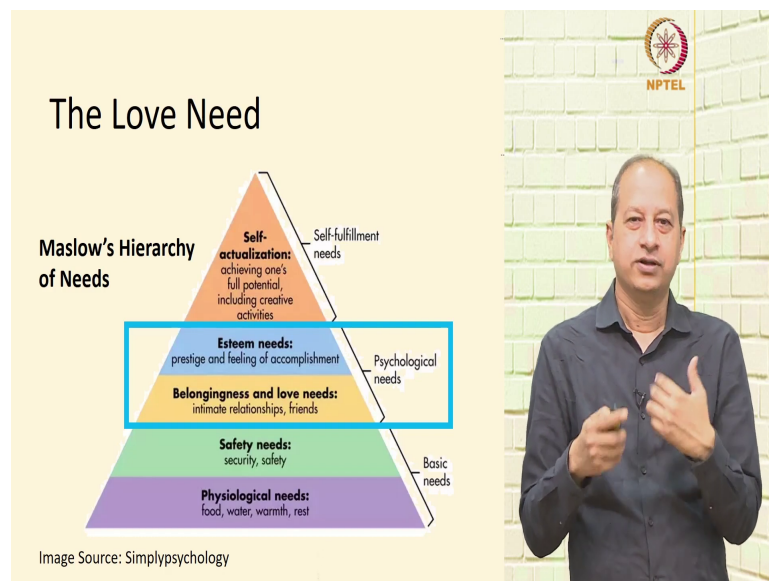 NPTEL
The Love Need
Maslow's Hierarchy
of Needs
Self-
actualization:
achieving one's
full potential,
including creative
activities
Self-fulfillment
needs
Esteem needs:
prestige and feeling of accomplishment
Belongingness and love needs:
intimate relationships, friends
Psychological
needs
Safety needs:
security, safety
Physiological needs:
food, water, warmth, rest
Basic
needs
Image Source: Simplypsychology